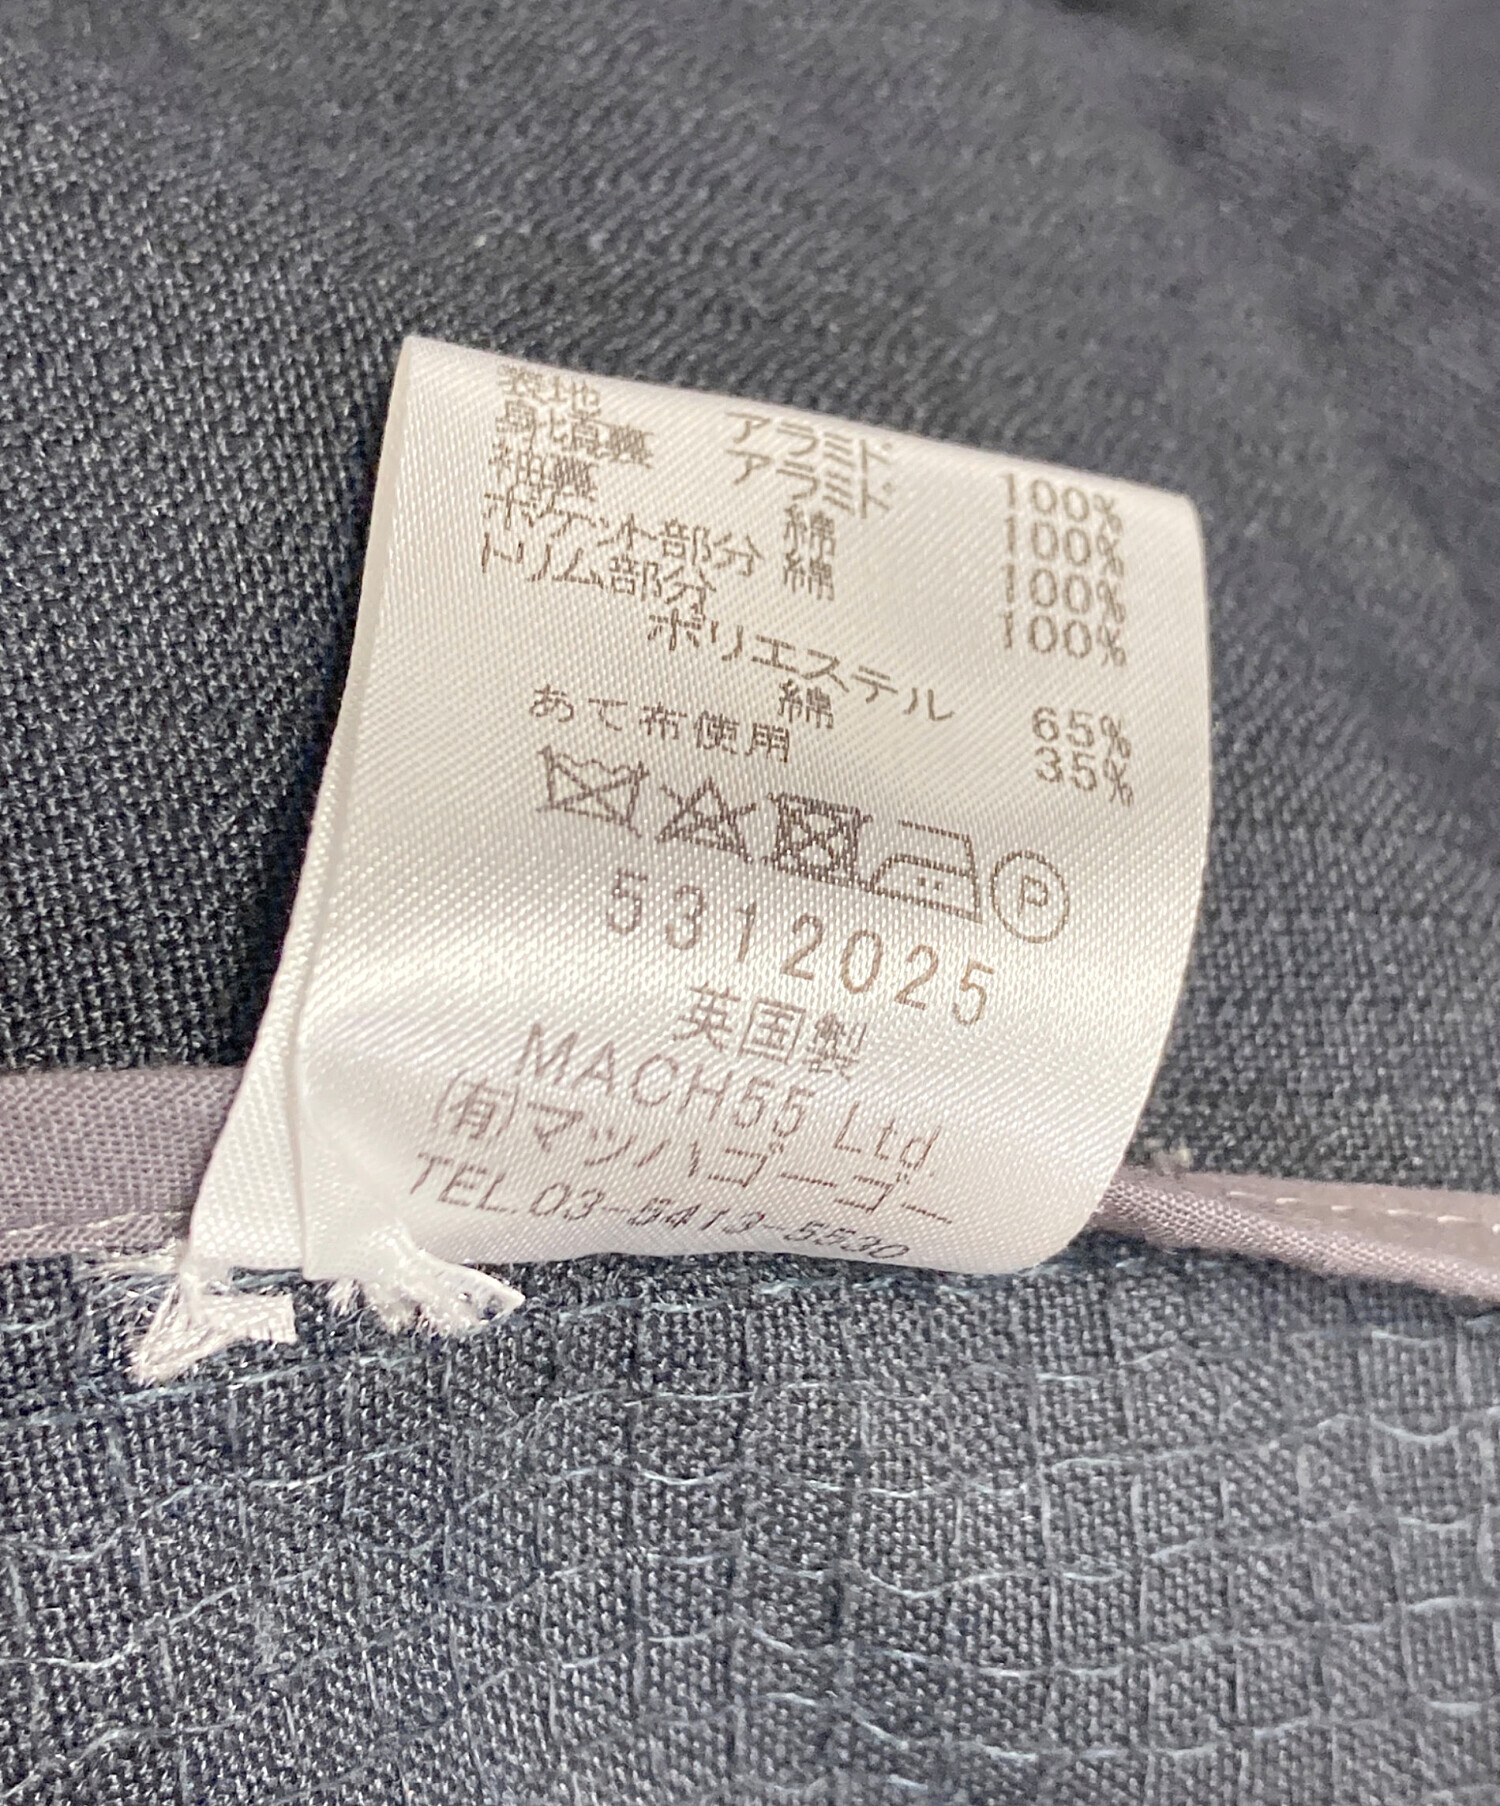 表地 アラミド 100%
身頃裏 アラミド 100%
袖裏 綿 100%
ポケット部分 綿 100%
トリム部分
ポリエステル 65%
綿 35%
あて布使用
P
5312025
英国製
MACH55 Ltd.
(有)マッハゴーゴー
TEL.03-5413-5530